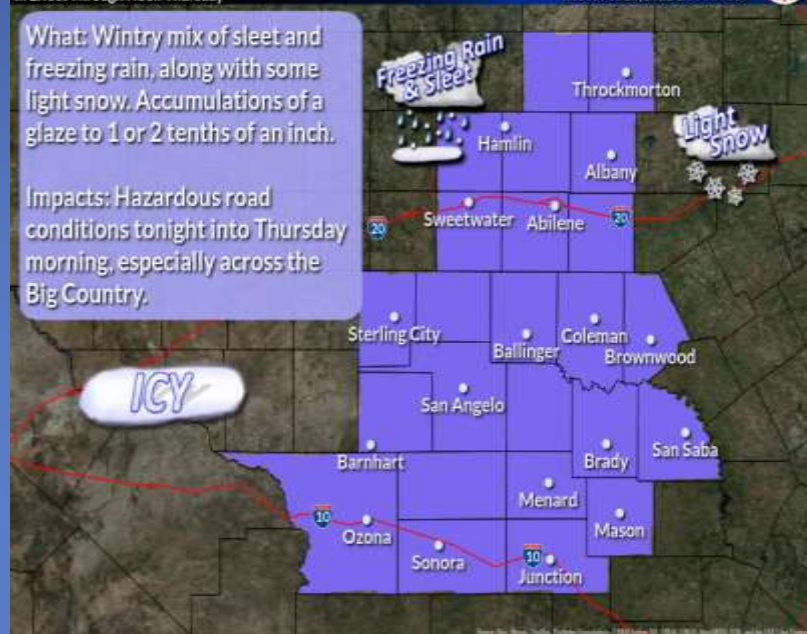 What: Wintry mix of sleet and
freezing rain, along with some
light snow. Accumulations of a
glaze to 1 or 2 tenths of an inch.
Impacts: Hazardous road
conditions tonight into Thursday
morning, especially across the
Big Country.
Freezing Rain
& Sleet
Throckmorton
Light
Snow
Hamlin
Albany
20
Sweetwater
Abilene
20
Sterling City
Ballinger
Coleman
Brownwood
ICY
San Angelo
Barnhart
Brady
San Saba
Menard
10
Ozona
Mason
Sonora
10
Junction